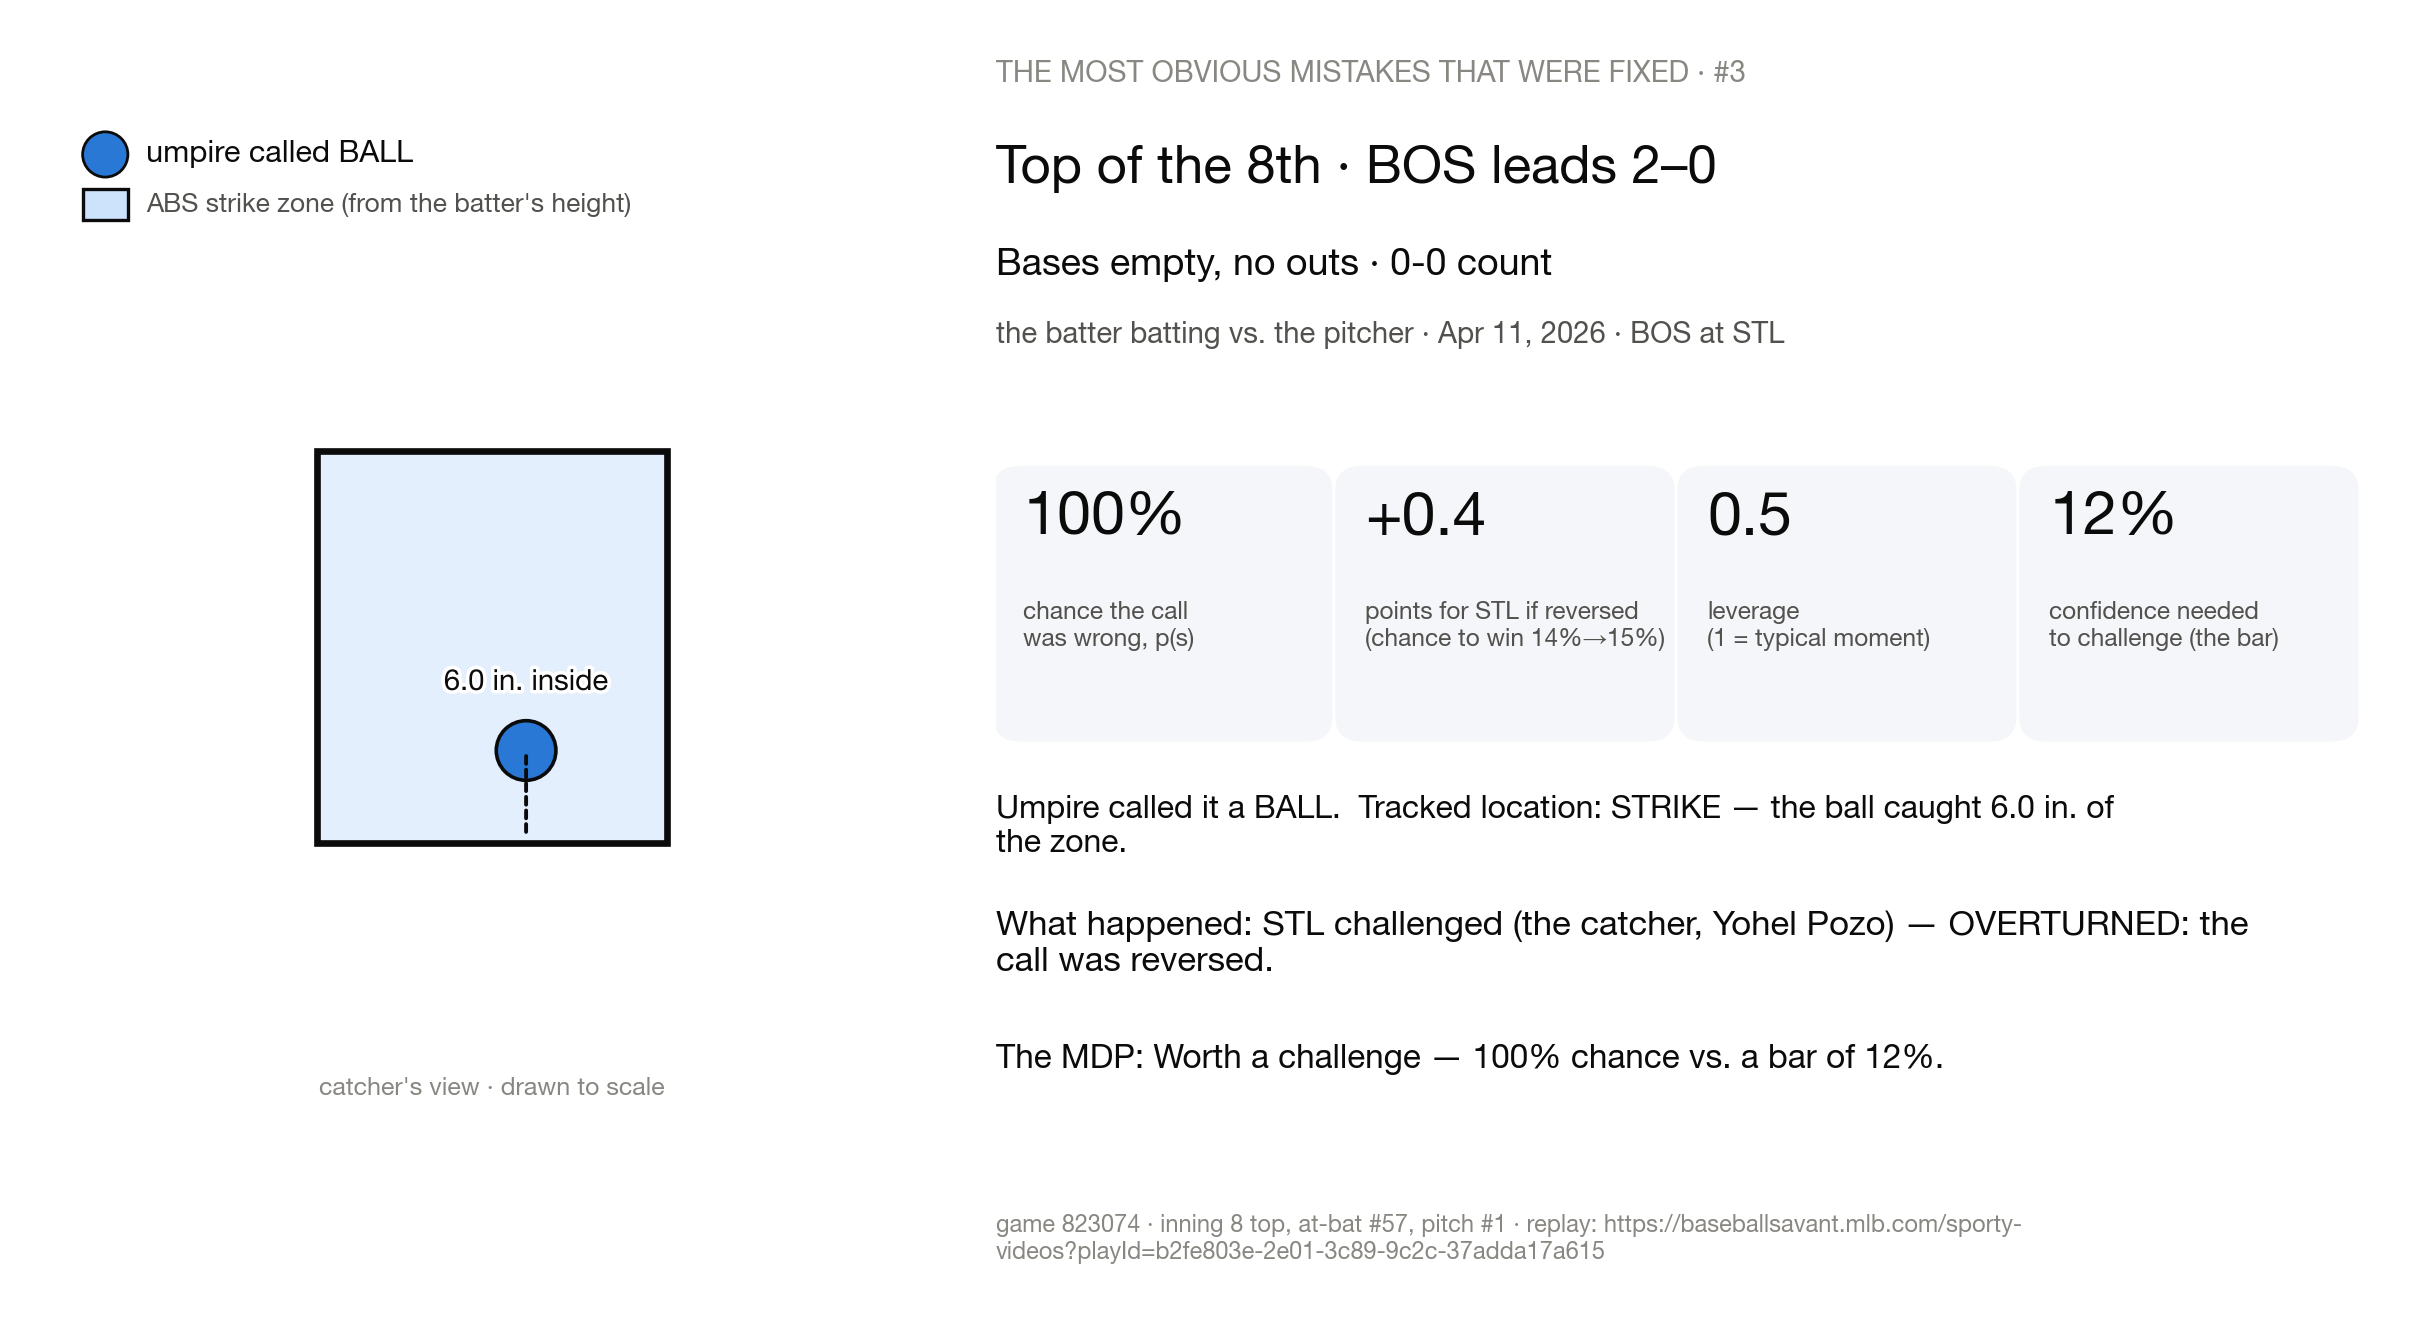 THE MOST OBVIOUS MISTAKES THAT WERE FIXED · #3
umpire called BALL
ABS strike zone (from the batter's height)
Top of the 8th · BOS leads 2–0
Bases empty, no outs · 0-0 count
the batter batting vs. the pitcher · Apr 11, 2026 · BOS at STL
6.0 in. inside
catcher's view · drawn to scale
100%
chance the call
was wrong, p(s)
+0.4
points for STL if reversed
(chance to win 14%→15%)
0.5
leverage
(1 = typical moment)
12%
confidence needed
to challenge (the bar)
Umpire called it a BALL.  Tracked location: STRIKE — the ball caught 6.0 in. of
the zone.
What happened: STL challenged (the catcher, Yohel Pozo) — OVERTURNED: the
call was reversed.
The MDP: Worth a challenge — 100% chance vs. a bar of 12%.
game 823074 · inning 8 top, at-bat #57, pitch #1 · replay: https://baseballsavant.mlb.com/sporty-
videos?playId=b2fe803e-2e01-3c89-9c2c-37adda17a615